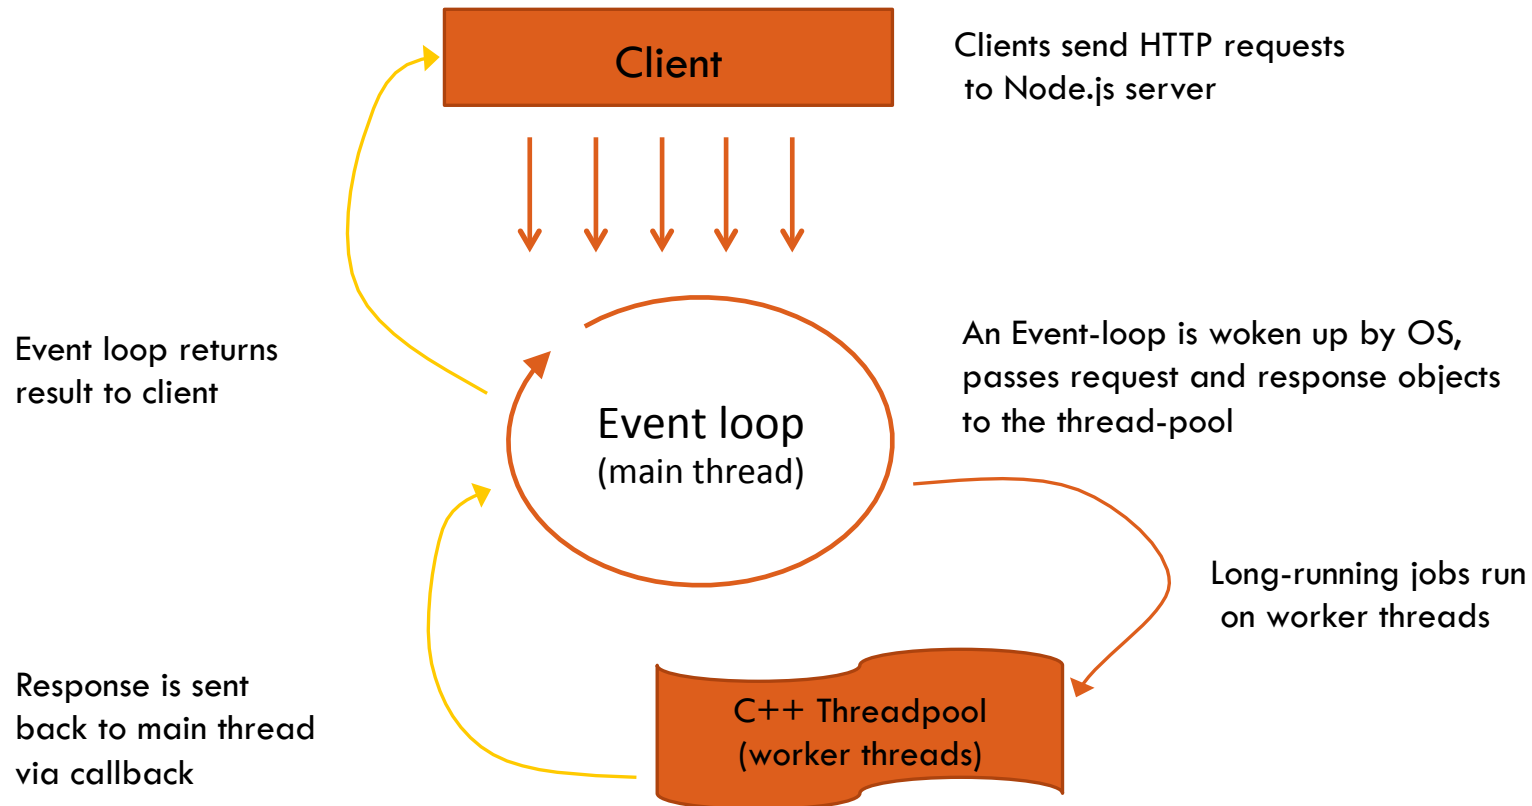 Client
Clients send HTTP requests
to Node.js server
Event loop returns
result to client
An Event-loop is woken up by OS,
passes request and response objects
to the thread-pool
Event loop
(main thread)
Long-running jobs run
on worker threads
Response is sent
back to main thread
via callback
C++ Threadpool
(worker threads)